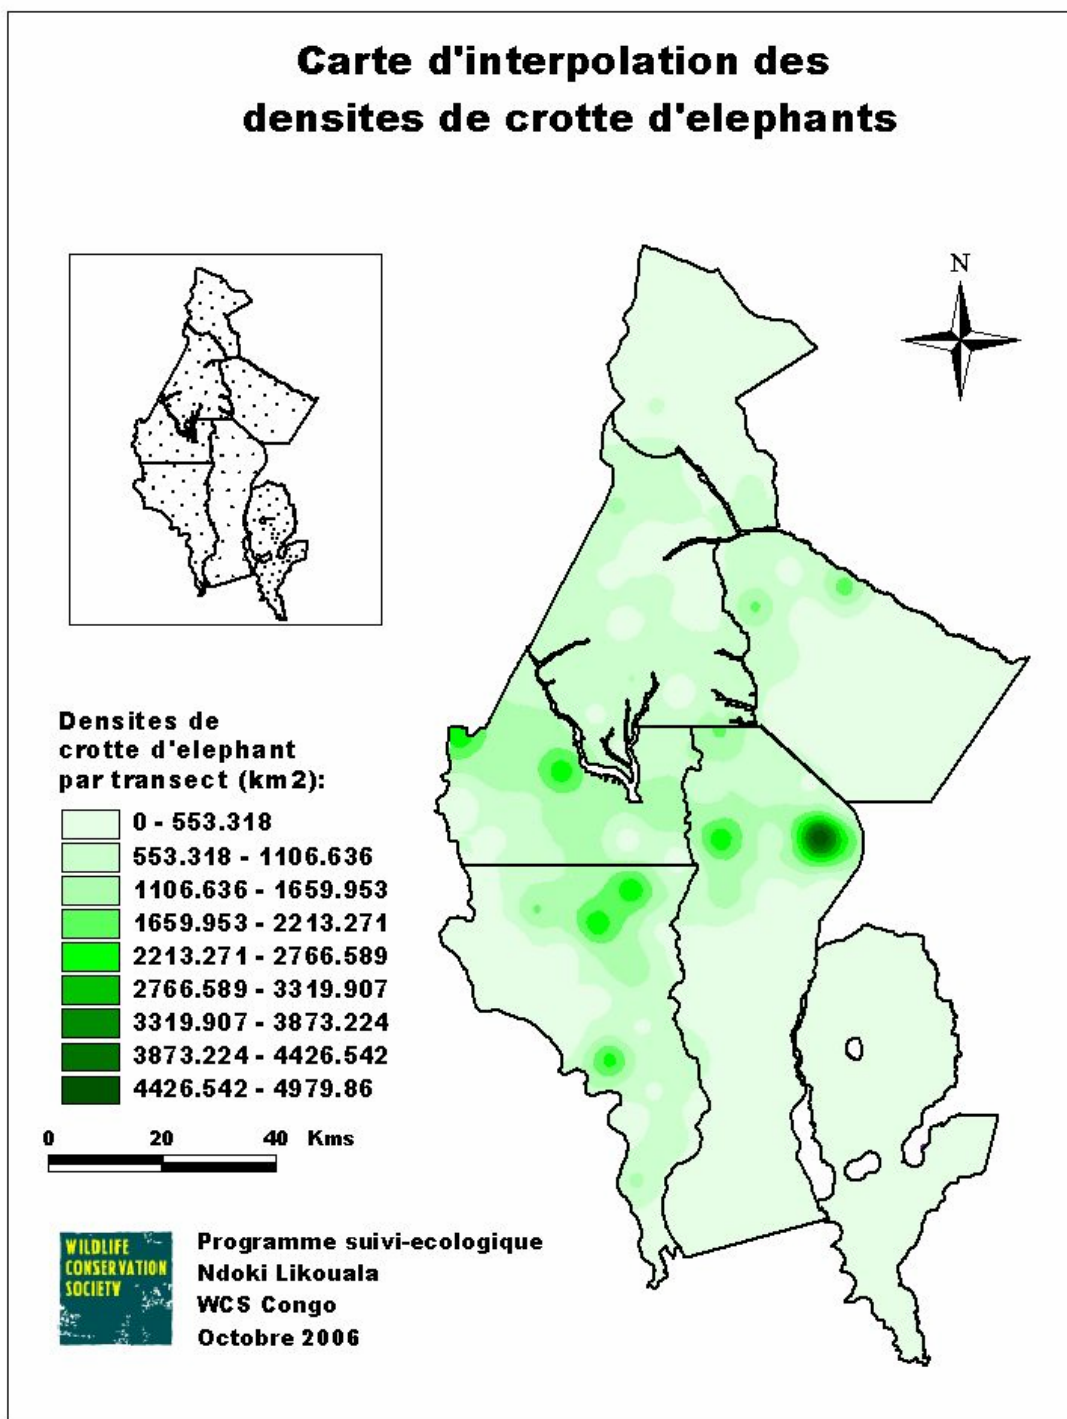 Carte d'interpolation des
densites de crotte d'elephants
N
Densites de
crotte d'elephant
par transect (km2):
0 - 553.318
553.318 - 1106.636
1106.636 - 1659.953
1659.953 - 2213.271
2213.271 - 2766.589
2766.589 - 3319.907
3319.907 - 3873.224
3873.224 - 4426.542
4426.542 - 4979.86
0 20 40 Kms
WILDLIFE
CONSERVATION
SOCIETY
Programme suivi-ecologique
Ndoki Likouala
WCS Congo
Octobre 2006